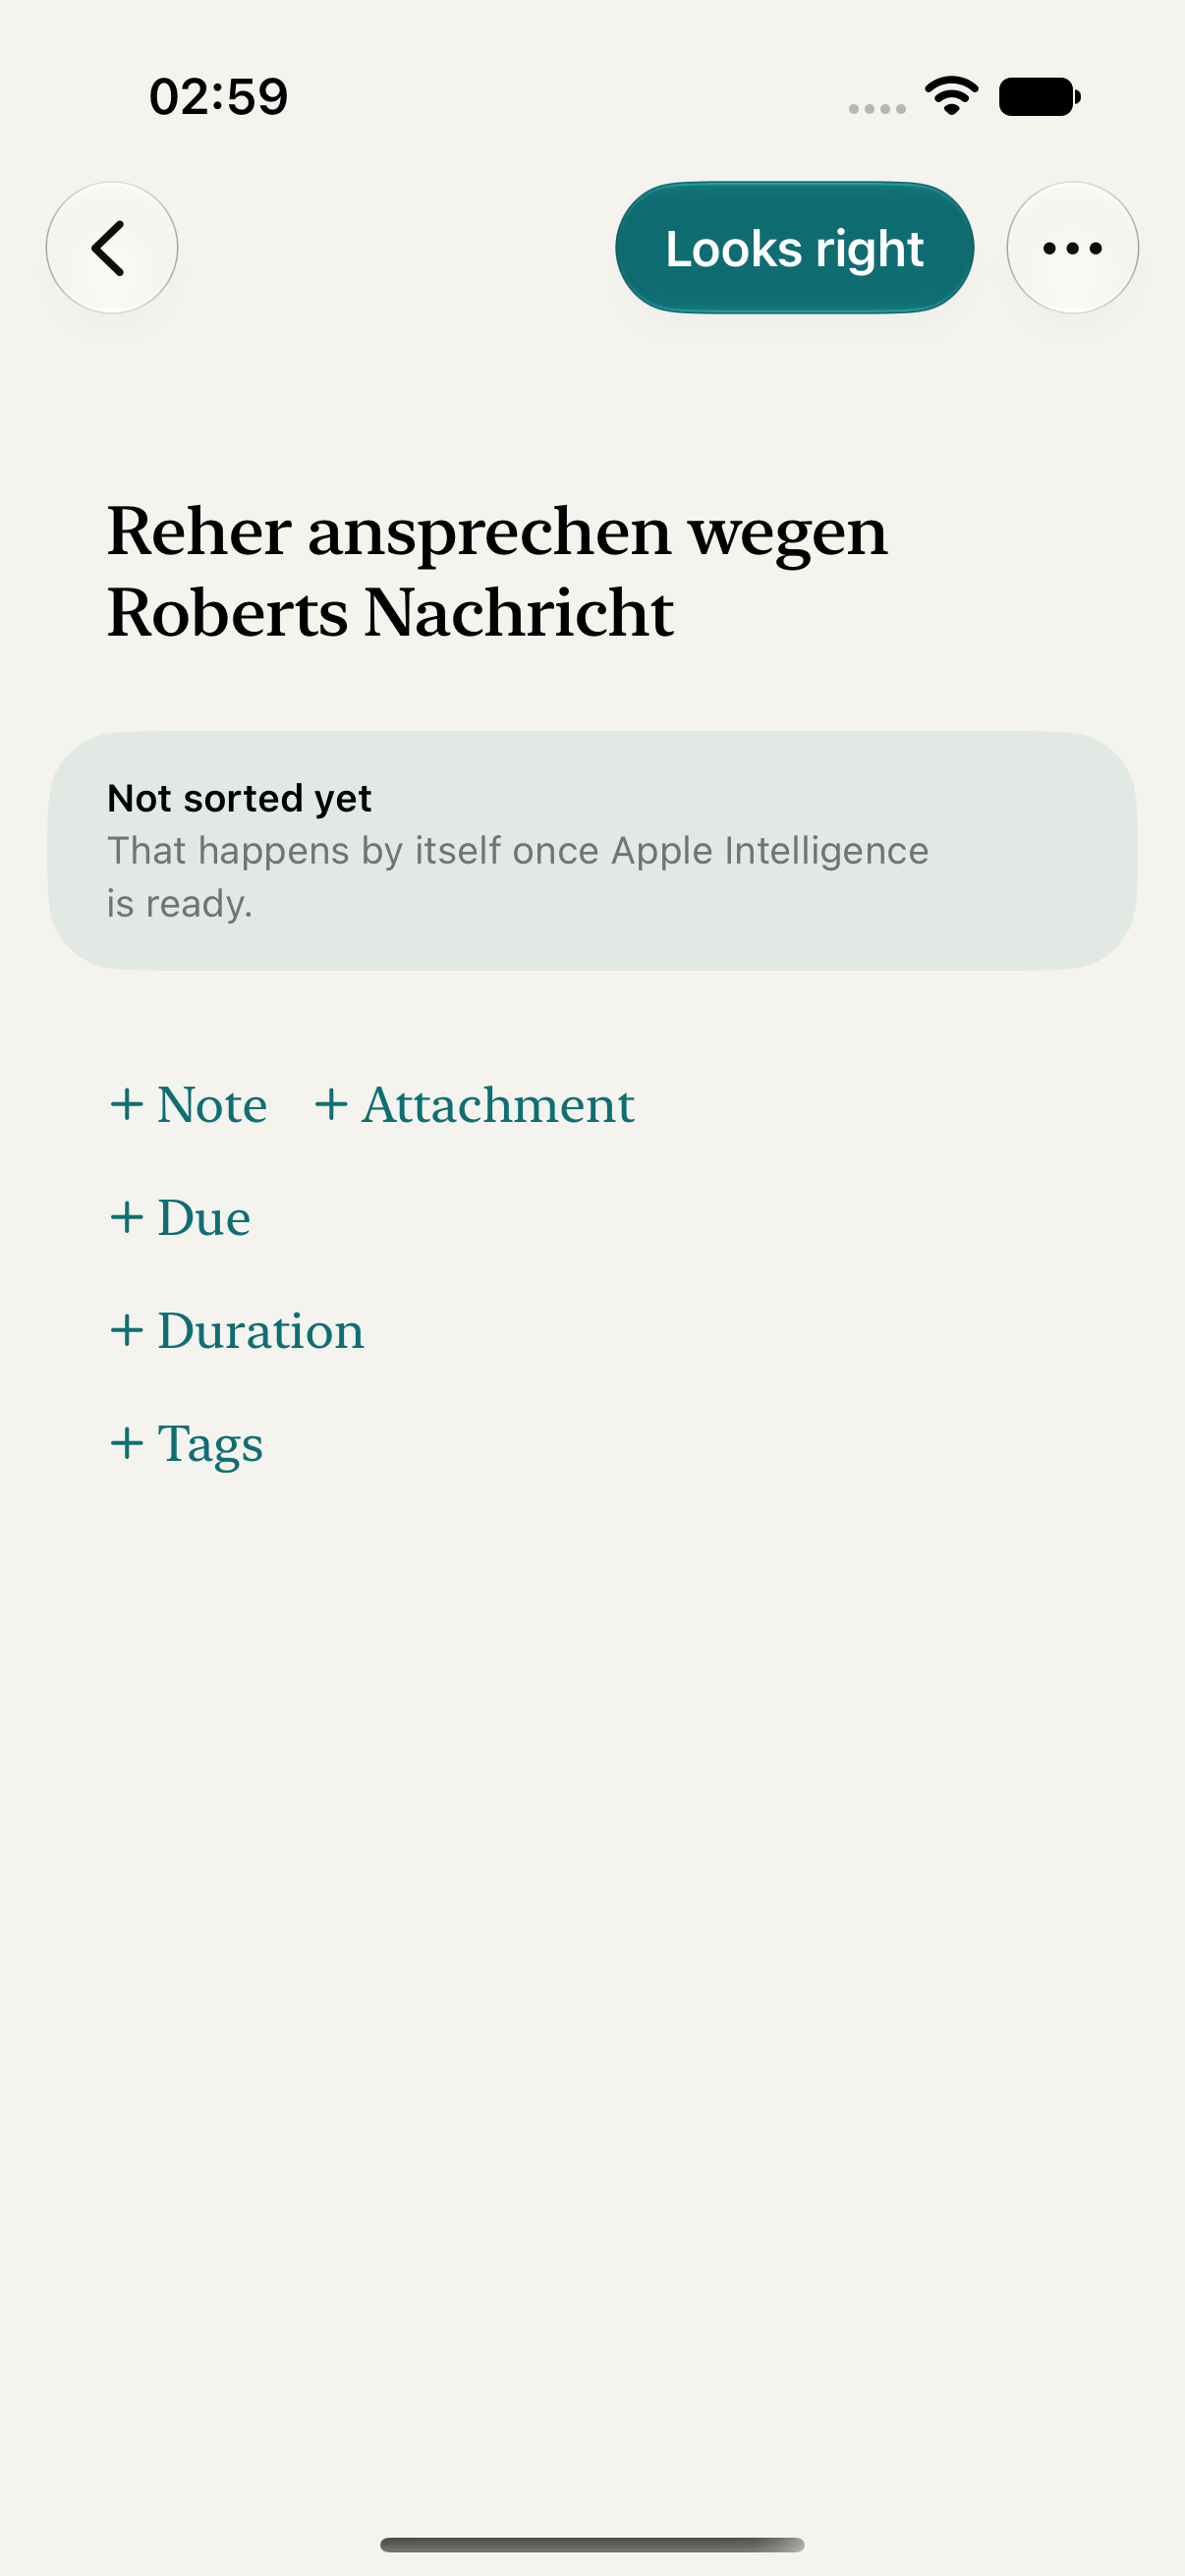 02:59
Looks right
Reher ansprechen wegen
Roberts Nachricht
Not sorted yet
That happens by itself once Apple Intelligence
is ready.
+ Note + Attachment
+ Due
+ Duration
+ Tags